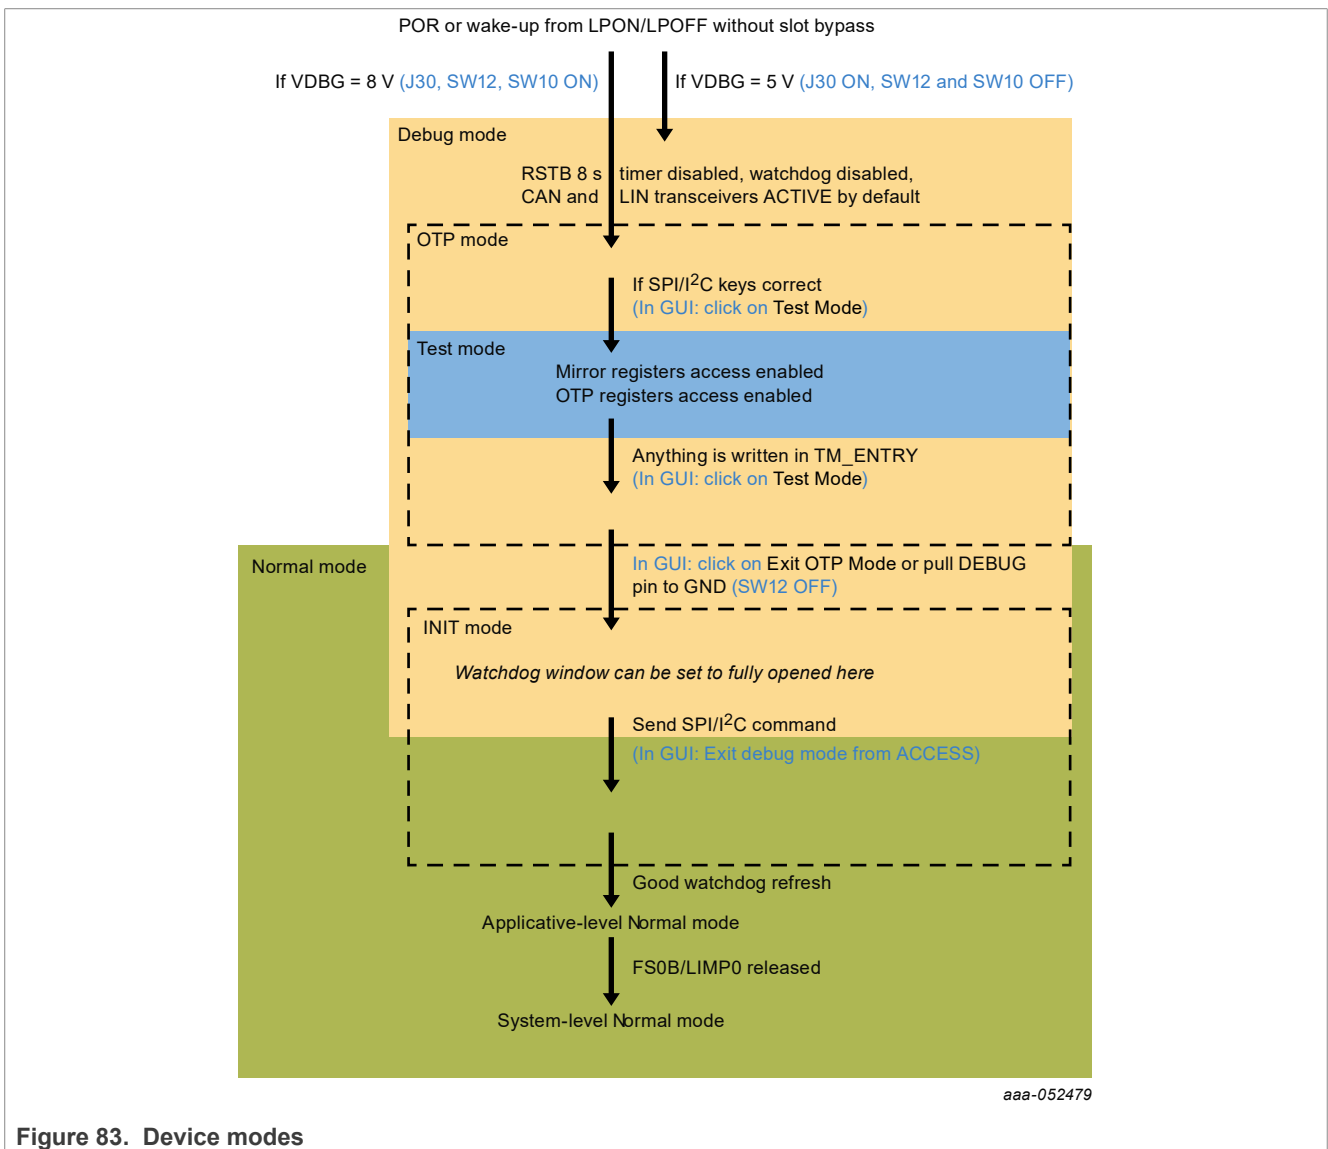 POR or wake-up from LPON/LPOFF without slot bypass
If VDBG = 8 V (J30, SW12, SW10 ON)
If VDBG = 5 V (J30 ON, SW12 and SW10 OFF)
Debug mode
RSTB 8 s timer disabled, watchdog disabled,
CAN and LIN transceivers ACTIVE by default
OTP mode
If SPI/I2C keys correct
(In GUI: click on Test Mode)
Test mode
Mirror registers access enabled
OTP registers access enabled
Anything is written in TM_ENTRY
(In GUI: click on Test Mode)
Normal mode
In GUI: click on Exit OTP Mode or pull DEBUG
pin to GND (SW12 OFF)
INIT mode
Watchdog window can be set to fully opened here
Send SPI/I2C command
(In GUI: Exit debug mode from ACCESS)
Good watchdog refresh
Applicative-level Normal mode
FS0B/LIMP0 released
System-level Normal mode
aaa-052479
Figure 83. Device modes